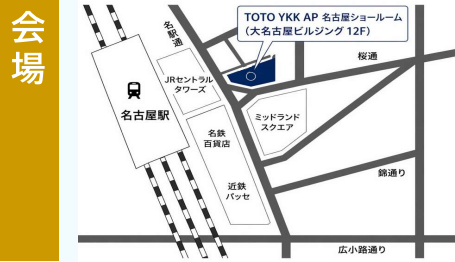 会場
名駅通
TOTO YKK AP 名古屋ショールーム
（大名古屋ビルヂング 12F）
桜通
JRセントラル
タワーズ
名古屋駅
ミッドランド
スクエア
名鉄
百貨店
錦通り
近鉄
パッセ
広小路通り